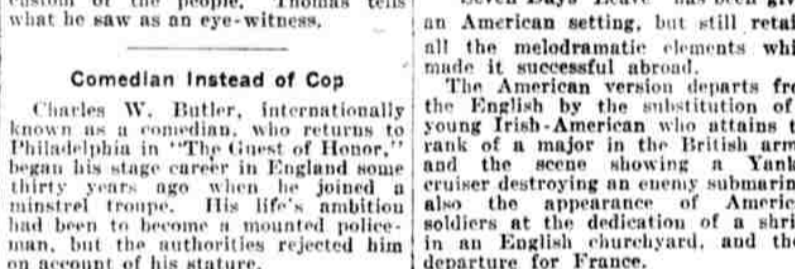 custom of the people. Thomas tells
what he saw as an eye-witness.
Comedian Instead of Cop
Charles W. Butler, internationally
known as a comedian, who returns to
Philadelphia in "The Guest of Honor,"
began his stage career in England some
thirty years ago when he joined a
minstrel troupe. His life's ambition
had been to become a mounted police-
man, but the authorities rejected him
on account of his stature.
an American setting, but still retai
all the melodramatic elements whi
made it successful abroad.
The American version departs fro
the English by the substitution of
young Irish-American who attains t
rank of a major in the British arm
and the scene showing a Yank
cruiser destroying an enemy submarin
also the appearance of Americ
soldiers at the dedication of a shri
in an English churchyard, and the
departure for France.